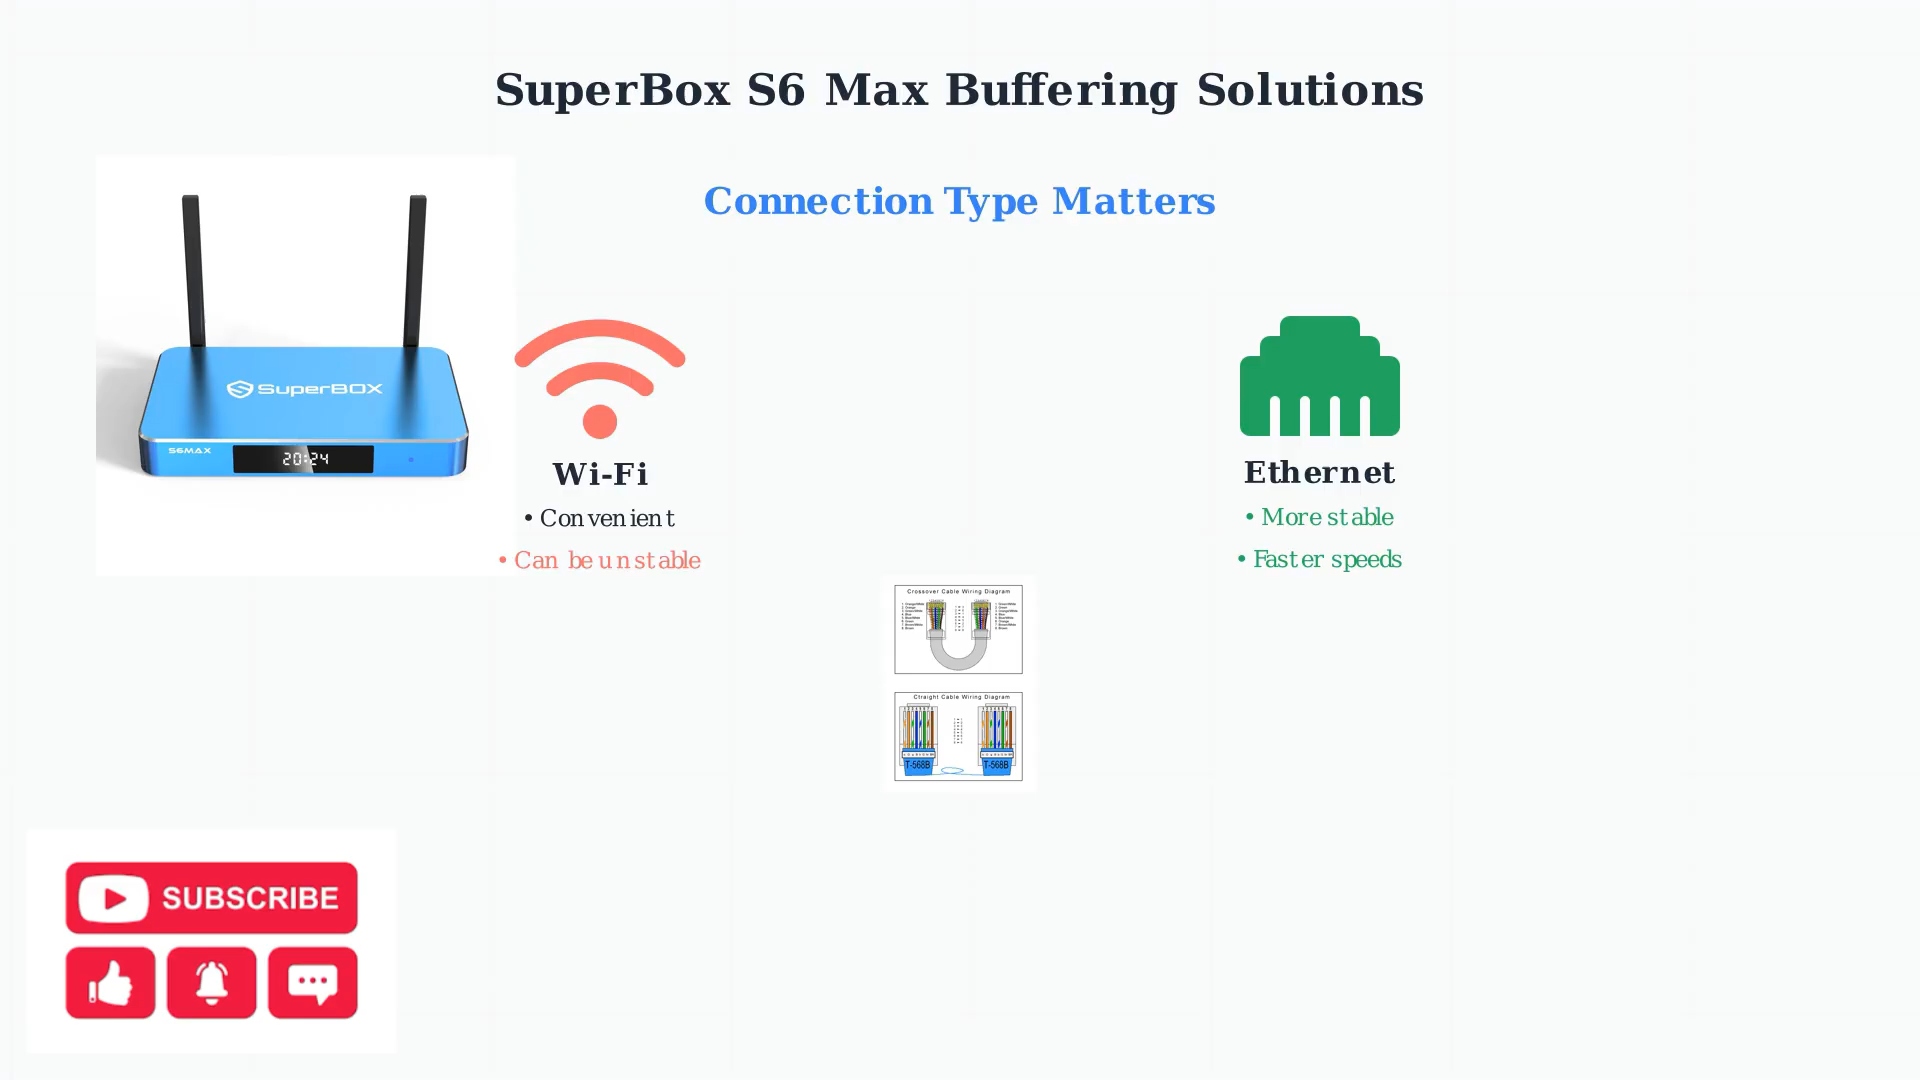 SuperBox S6 Max Buffering Solutions
Connection Type Matters
SuperBOX
S6MAX
20:24
Wi-Fi
• Convenient
• Can be unstable
Ethernet
• More stable
• Faster speeds
Crossover Cable Wiring Diagram
Ctraight Cable Wiring Diagram
T-568B
T-568B
SUBSCRIBE